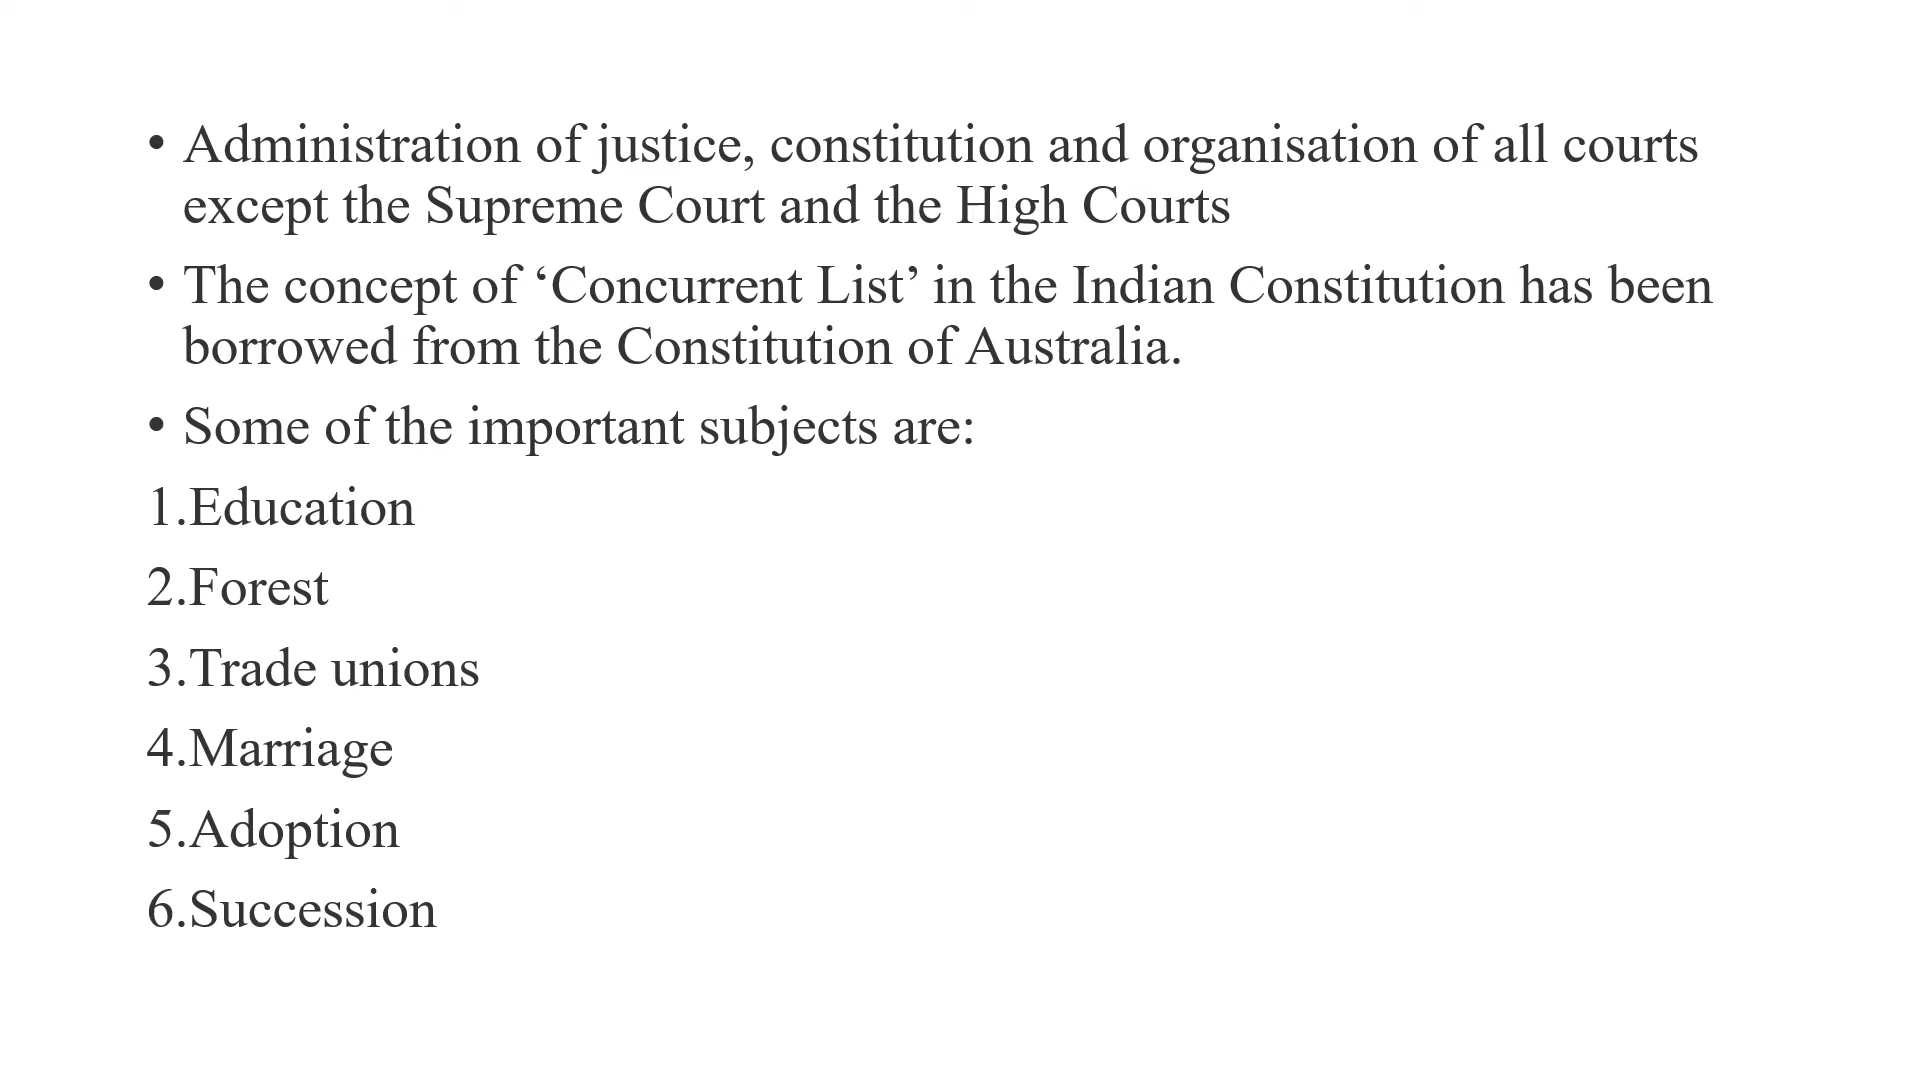 • Administration of justice, constitution and organisation of all courts
except the Supreme Court and the High Courts
• The concept of ‘Concurrent List’ in the Indian Constitution has been
borrowed from the Constitution of Australia.
• Some of the important subjects are:
1.Education
2.Forest
3.Trade unions
4.Marriage
5.Adoption
6.Succession